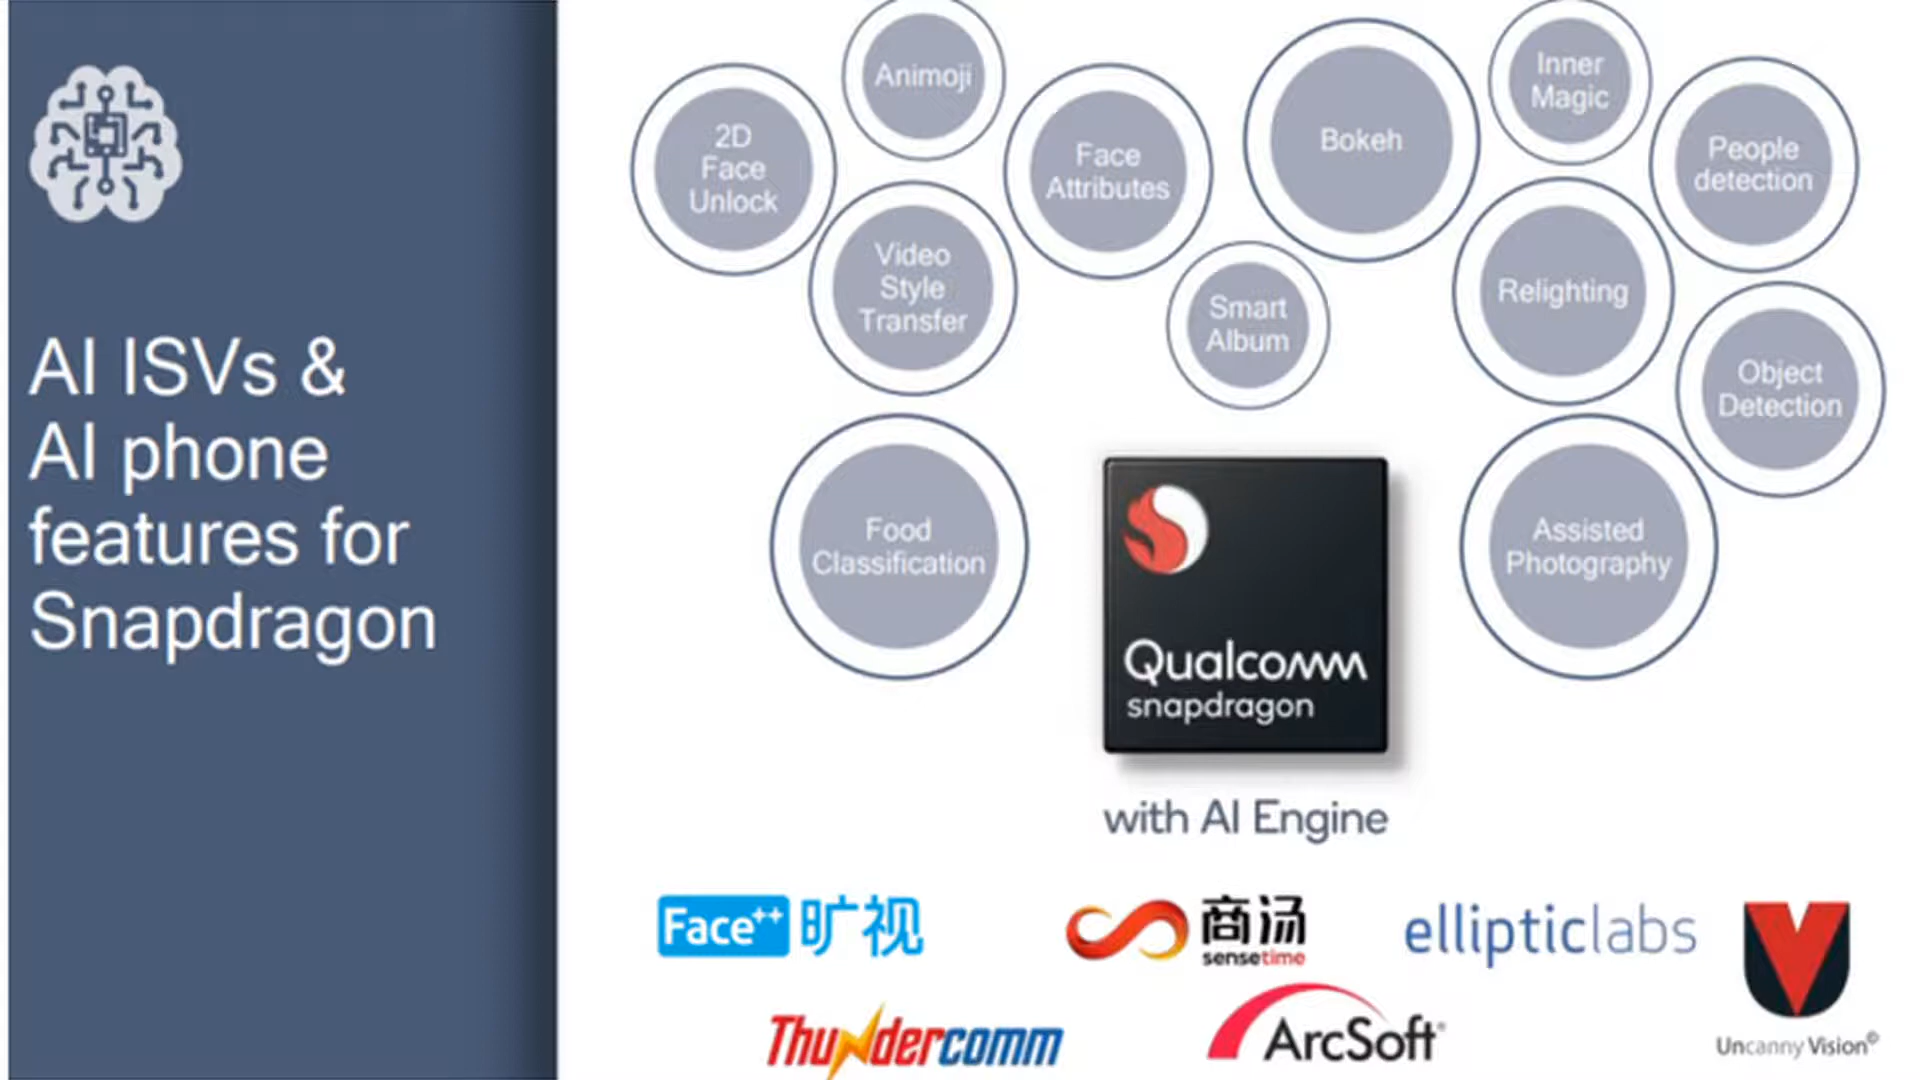 AI ISVs &
AI phone
features for
Snapdragon
2D
Face
Unlock
Animoji
Video
Style
Transfer
Face
Attributes
Bokeh
Smart
Album
Inner
Magic
People
detection
Relighting
Object
Detection
Food
Classification
Assisted
Photography
Qualcomm
snapdragon
with AI Engine
Face++ 旷视
商汤
sensetime
ellipticlabs
Thundercomm
ArcSoft®
Uncanny Vision©